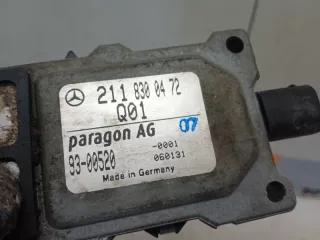 211 830 04 72
Q01
paragon AG 07
93-00520 -0001
060131
Made in Germany